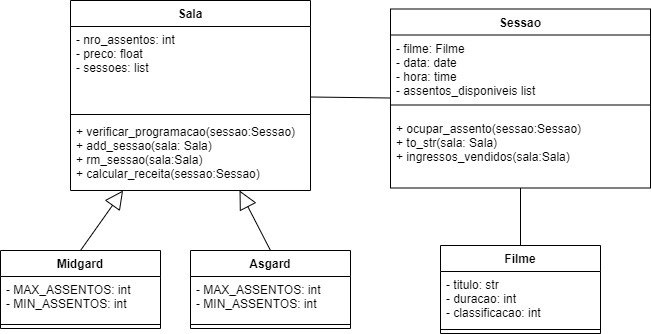 Sala
- nro_assentos: int
- preco: float
- sessoes: list
+ verificar_programacao(sessao:Sessao)
+ add_sessao(sala: Sala)
+ rm_sessao(sala:Sala)
+ calcular_receita(sessao:Sessao)
Sessao
- filme: Filme
- data: date
- hora: time
- assentos_disponiveis list
+ ocupar_assento(sessao:Sessao)
+ to_str(sala: Sala)
+ ingressos_vendidos(sala:Sala)
Midgard
- MAX_ASSENTOS: int
- MIN_ASSENTOS: int
Asgard
- MAX_ASSENTOS: int
- MIN_ASSENTOS: int
Filme
- titulo: str
- duracao: int
- classificacao: int